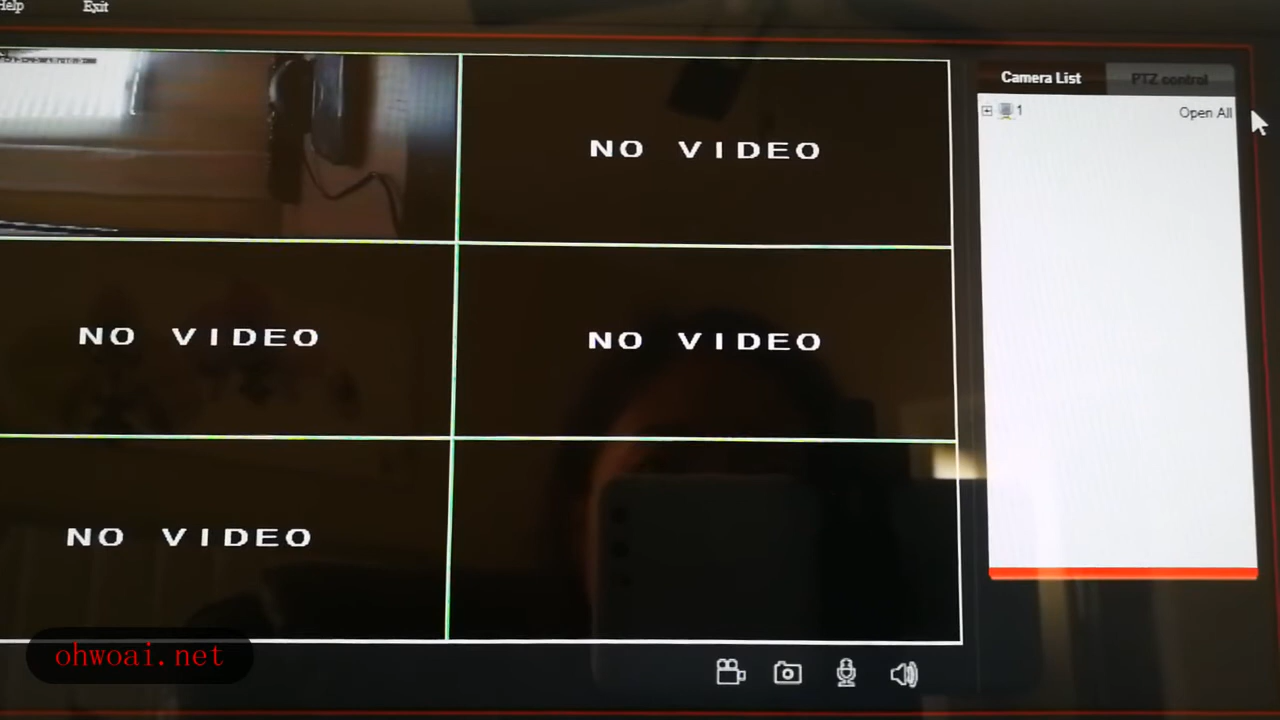 Help Exit
Camera List PTZ control
1 Open All
NO VIDEO
NO VIDEO
NO VIDEO
NO VIDEO
ohwoai.net